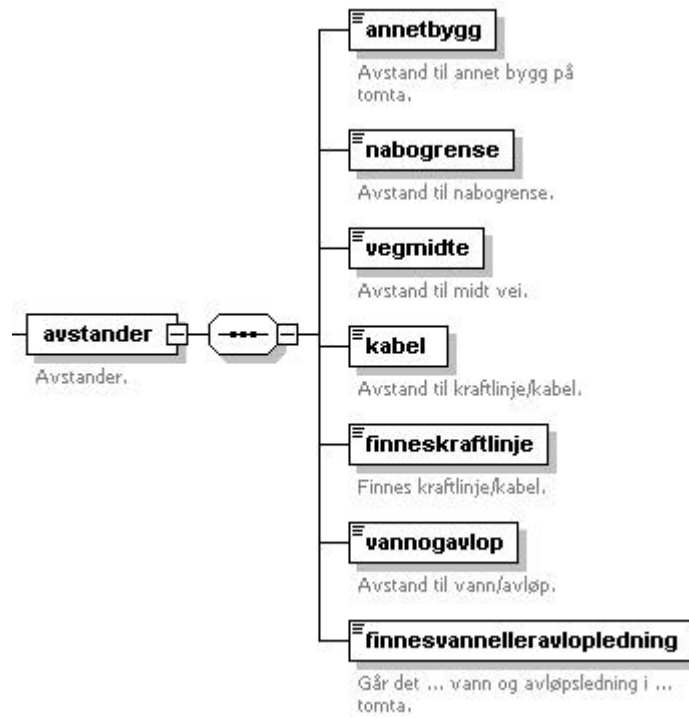 annetbygg
Avstand til annet bygg på
tomta.
nabogrense
Avstand til nabogrense.
vegmidte
Avstand til midt vei.
avstander
Avstander.
kabel
Avstand til kraftlinje/kabel.
finneskraftlinje
Finnes kraftlinje/kabel.
vannogavlop
Avstand til vann/avløp.
finnesvannelleravlopledning
Går det ... vann og avløpsledning i ...
tomta.